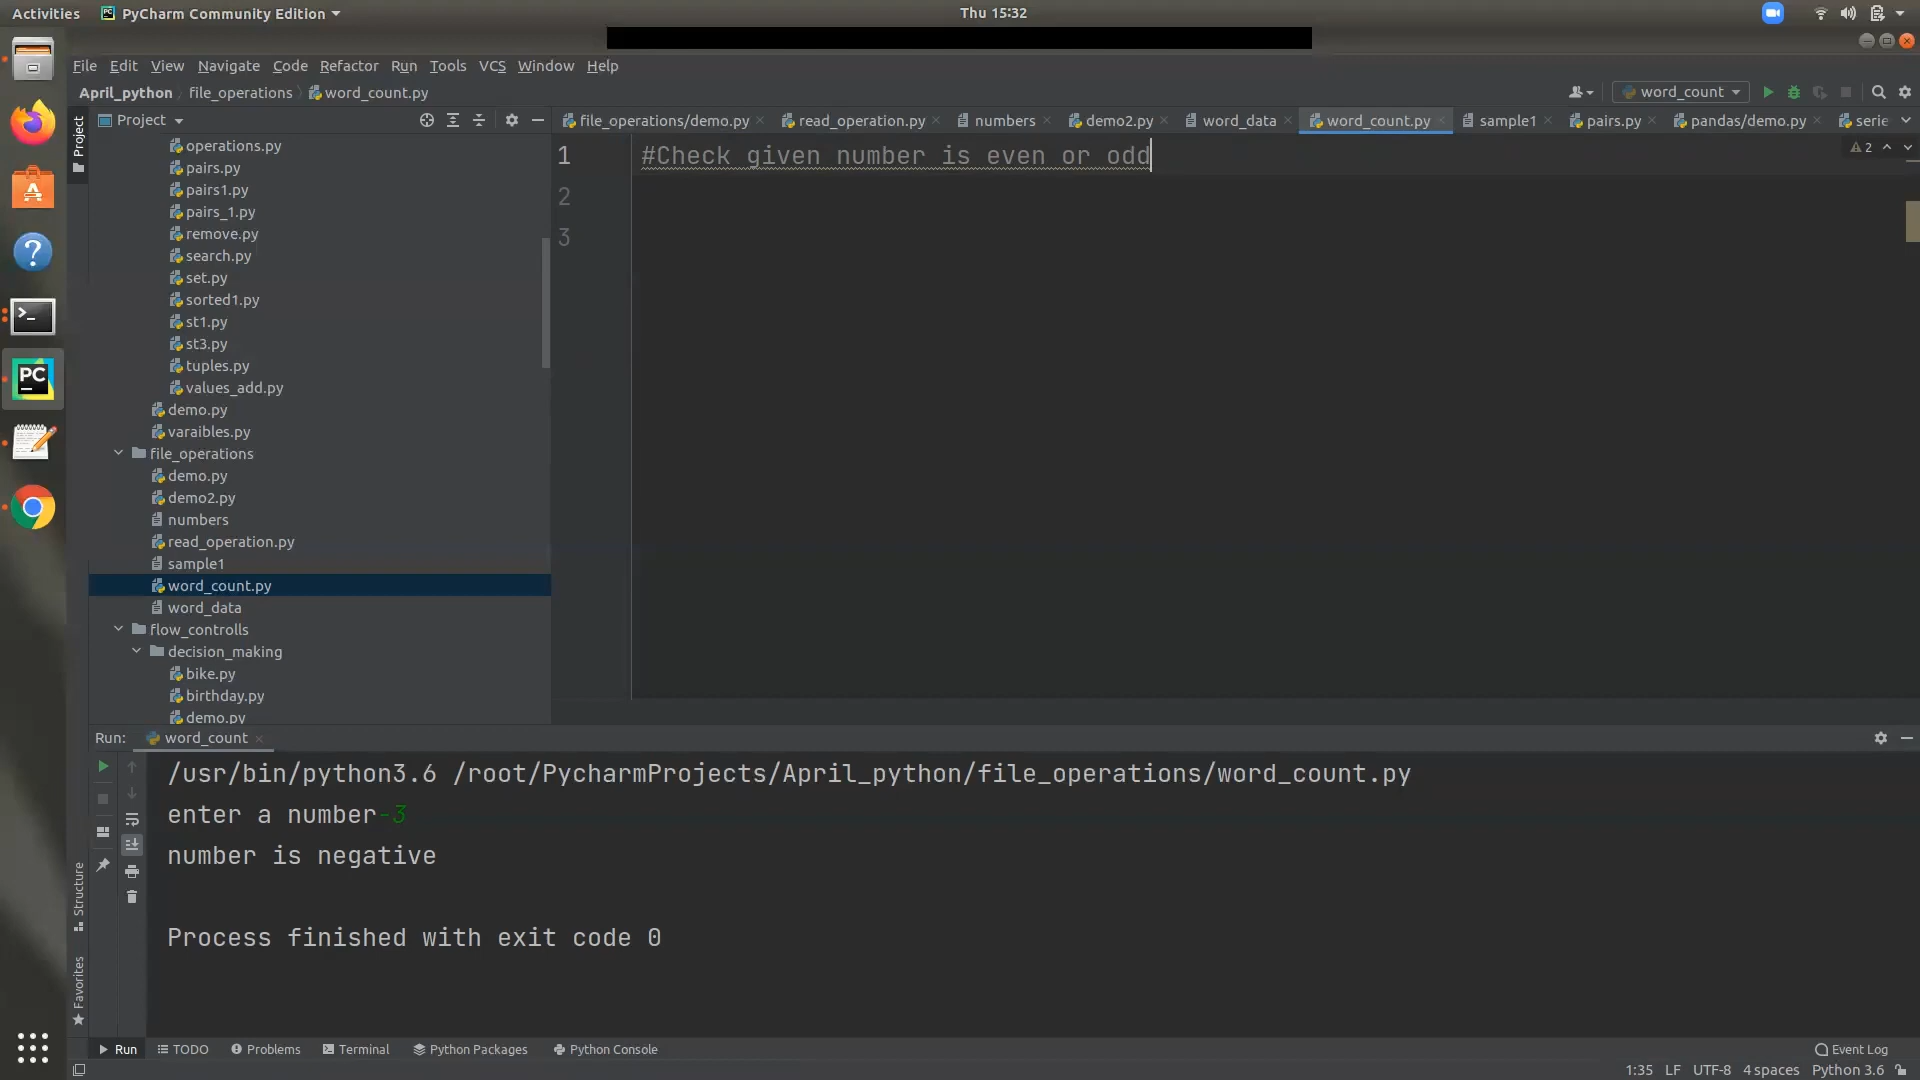 Activities
PyCharm Community Edition
Thu 15:32
File Edit View Navigate Code Refactor Run Tools VCS Window Help
April_python file_operations word_count.py
word_count
Project
Project
file_operations/demo.py read_operation.py numbers demo2.py word_data word_count.py sample1 pairs.py pandas/demo.py serie
operations.py
pairs.py
pairs1.py
pairs_1.py
remove.py
search.py
set.py
sorted1.py
st1.py
st3.py
tuples.py
values_add.py
demo.py
varaibles.py
file_operations
demo.py
demo2.py
numbers
read_operation.py
sample1
word_count.py
word_data
flow_controlls
decision_making
bike.py
birthday.py
demo.py
1 #Check given number is even or odd
2
3
2
Run: word_count
/usr/bin/python3.6 /root/PycharmProjects/April_python/file_operations/word_count.py
enter a number-3
number is negative
Process finished with exit code 0
Structure
Favorites
Run TODO Problems Terminal Python Packages Python Console Event Log
1:35 LF UTF-8 4 spaces Python 3.6